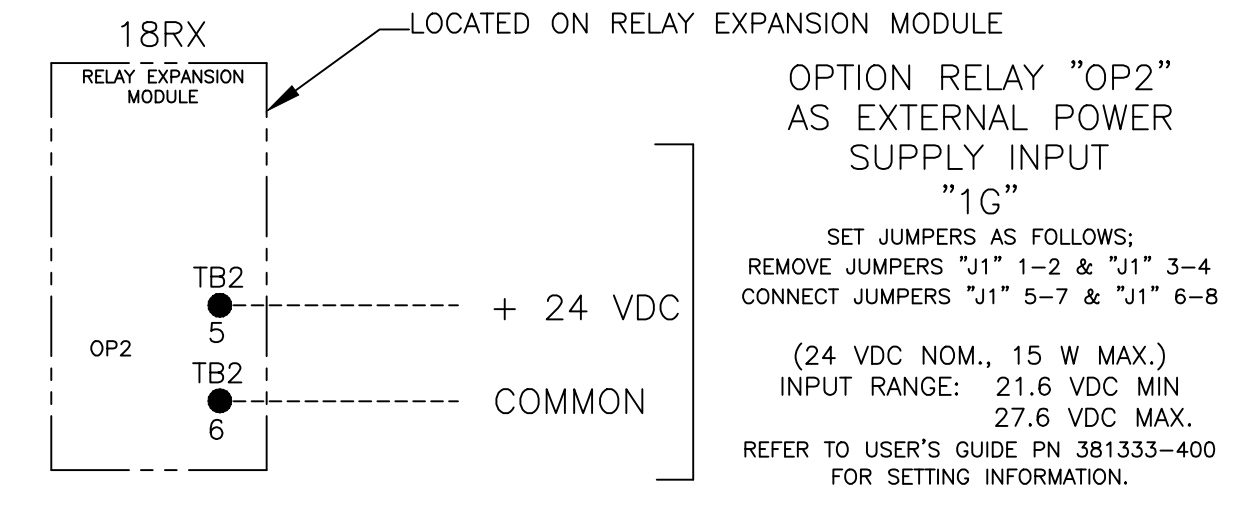 18RX
LOCATED ON RELAY EXPANSION MODULE
RELAY EXPANSION
MODULE
TB2
5
OP2
TB2
6
+ 24 VDC
COMMON
OPTION RELAY "OP2"
AS EXTERNAL POWER
SUPPLY INPUT
"1G"
SET JUMPERS AS FOLLOWS;
REMOVE JUMPERS "J1" 1-2 & "J1" 3-4
CONNECT JUMPERS "J1" 5-7 & "J1" 6-8
(24 VDC NOM., 15 W MAX.)
INPUT RANGE: 21.6 VDC MIN
27.6 VDC MAX.
REFER TO USER'S GUIDE PN 381333-400
FOR SETTING INFORMATION.